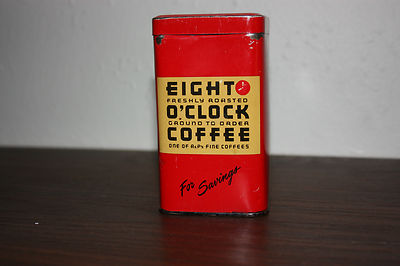 EIGHT
FRESHLY ROASTED
O'CLOCK
GROUND TO ORDER
COFFEE
ONE OF A&P's FINE COFFEES
For Savings